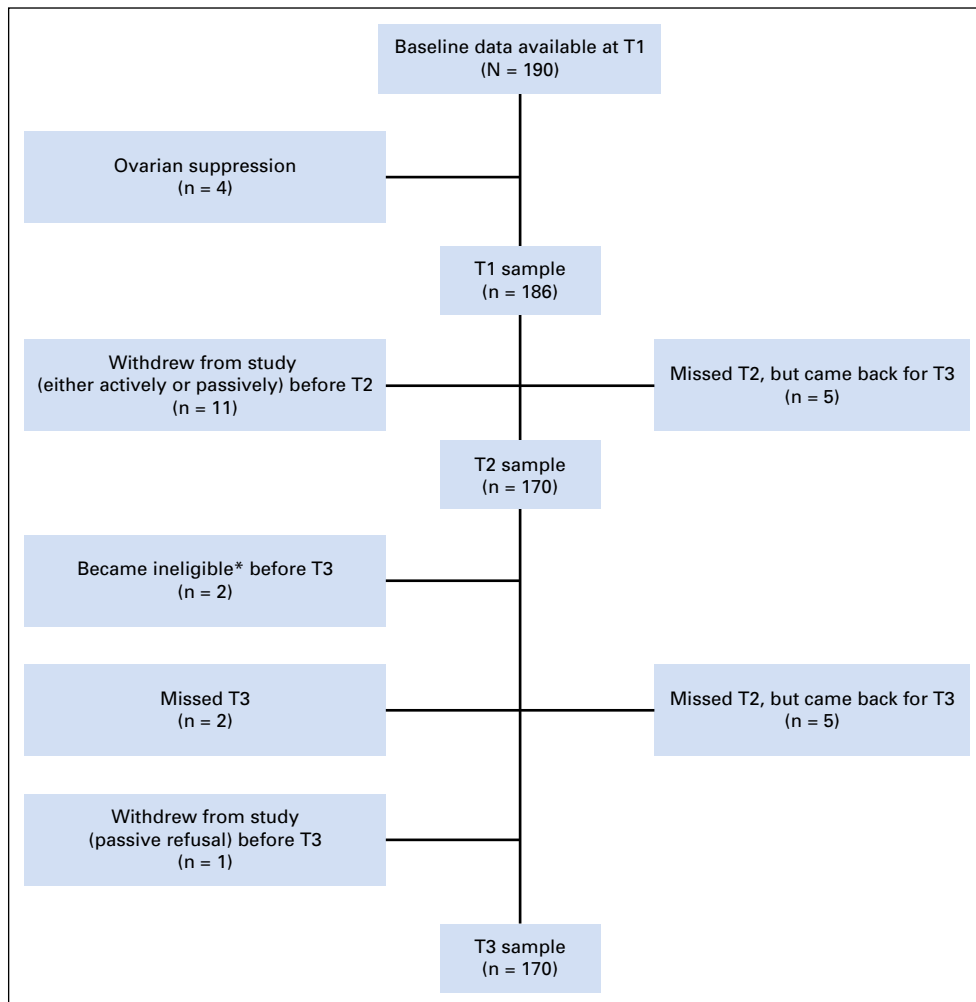 Baseline data available at T1
(N = 190)
Ovarian suppression
(n = 4)
T1 sample
(n = 186)
Withdrew from study
(either actively or passively) before T2
(n = 11)
Missed T2, but came back for T3
(n = 5)
T2 sample
(n = 170)
Became ineligible* before T3
(n = 2)
Missed T3
(n = 2)
Missed T2, but came back for T3
(n = 5)
Withdrew from study
(passive refusal) before T3
(n = 1)
T3 sample
(n = 170)